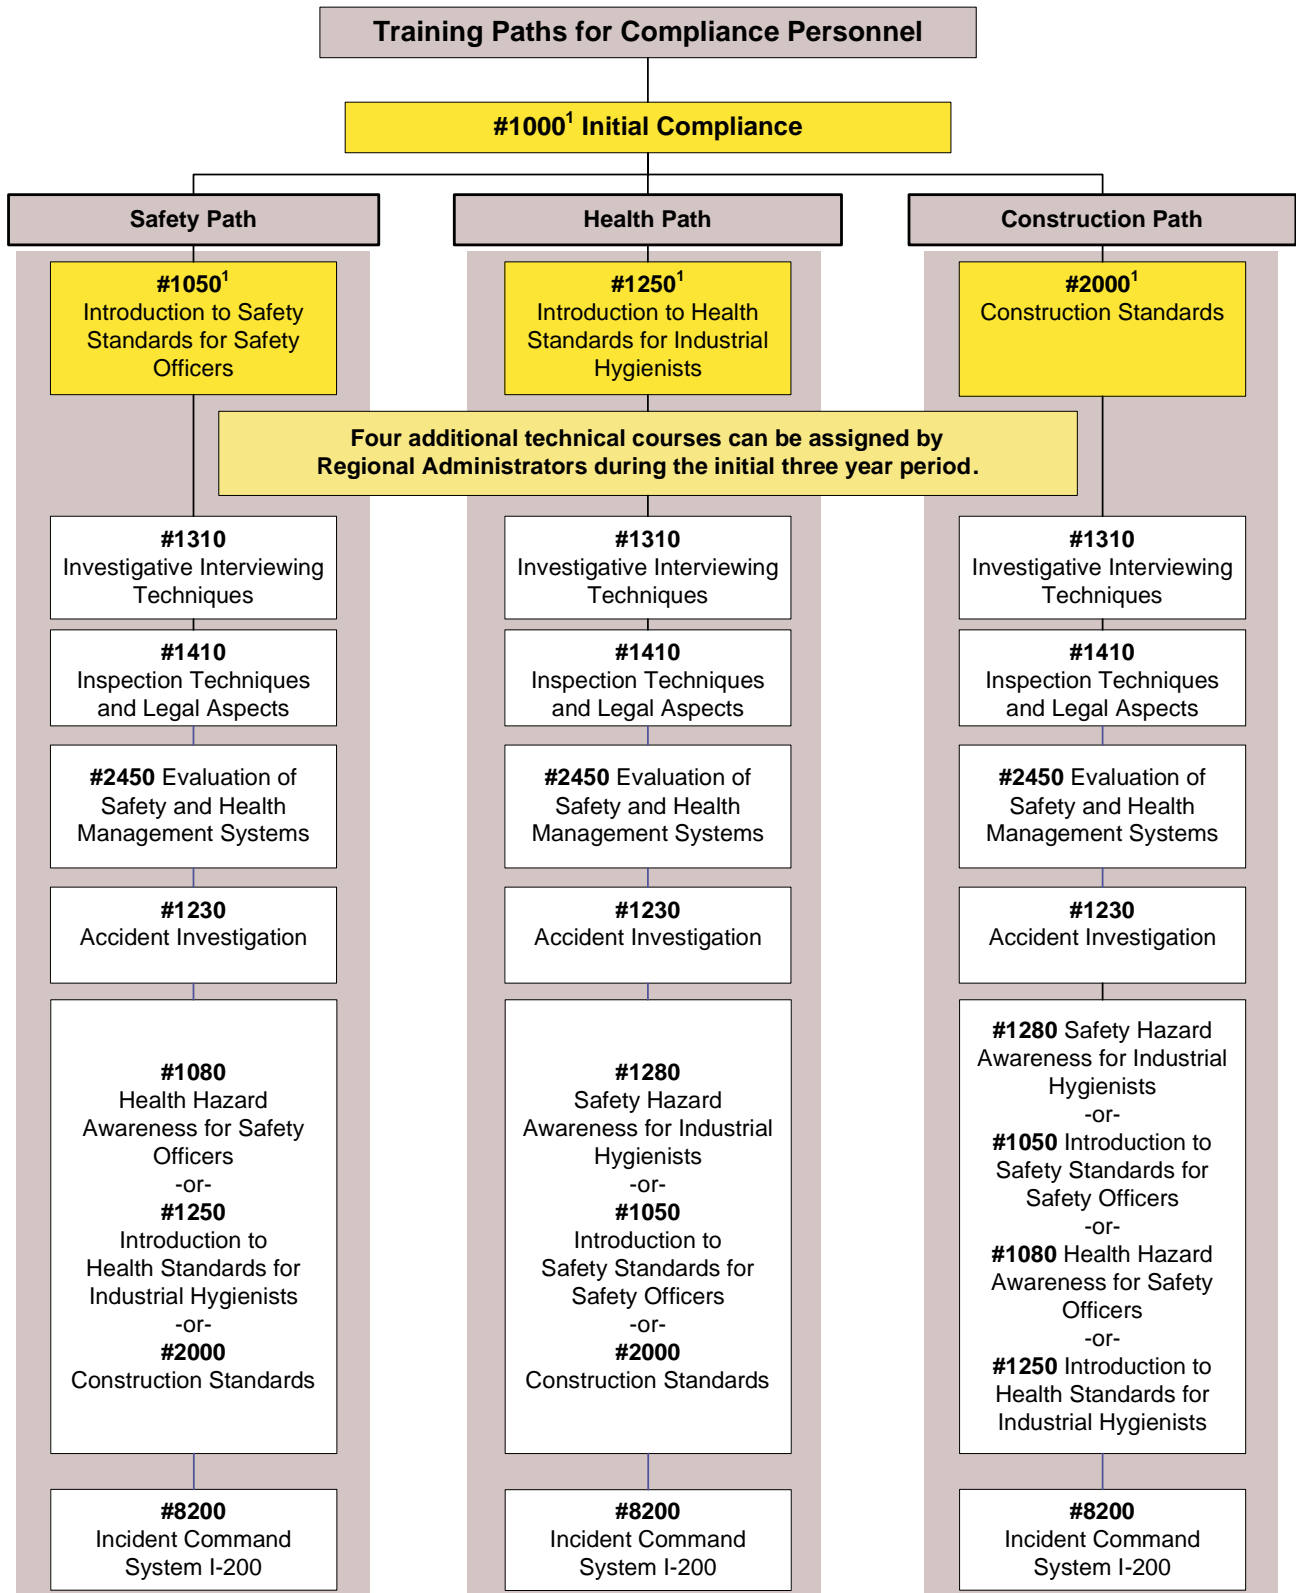 Training Paths for Compliance Personnel
#1000¹ Initial Compliance
Safety Path
Health Path
Construction Path
#1050¹
Introduction to Safety
Standards for Safety
Officers
#1250¹
Introduction to Health
Standards for Industrial
Hygienists
#2000¹
Construction Standards
Four additional technical courses can be assigned by
Regional Administrators during the initial three year period.
#1310
Investigative Interviewing
Techniques
#1310
Investigative Interviewing
Techniques
#1310
Investigative Interviewing
Techniques
#1410
Inspection Techniques
and Legal Aspects
#1410
Inspection Techniques
and Legal Aspects
#1410
Inspection Techniques
and Legal Aspects
#2450 Evaluation of
Safety and Health
Management Systems
#2450 Evaluation of
Safety and Health
Management Systems
#2450 Evaluation of
Safety and Health
Management Systems
#1230
Accident Investigation
#1230
Accident Investigation
#1230
Accident Investigation
#1080
Health Hazard
Awareness for Safety
Officers
-or-
#1250
Introduction to
Health Standards for
Industrial Hygienists
-or-
#2000
Construction Standards
#1280
Safety Hazard
Awareness for Industrial
Hygienists
-or-
#1050
Introduction to
Safety Standards for
Safety Officers
-or-
#2000
Construction Standards
#1280 Safety Hazard
Awareness for Industrial
Hygienists
-or-
#1050 Introduction to
Safety Standards for
Safety Officers
-or-
#1080 Health Hazard
Awareness for Safety
Officers
-or-
#1250 Introduction to
Health Standards for
Industrial Hygienists
#8200
Incident Command
System I-200
#8200
Incident Command
System I-200
#8200
Incident Command
System I-200